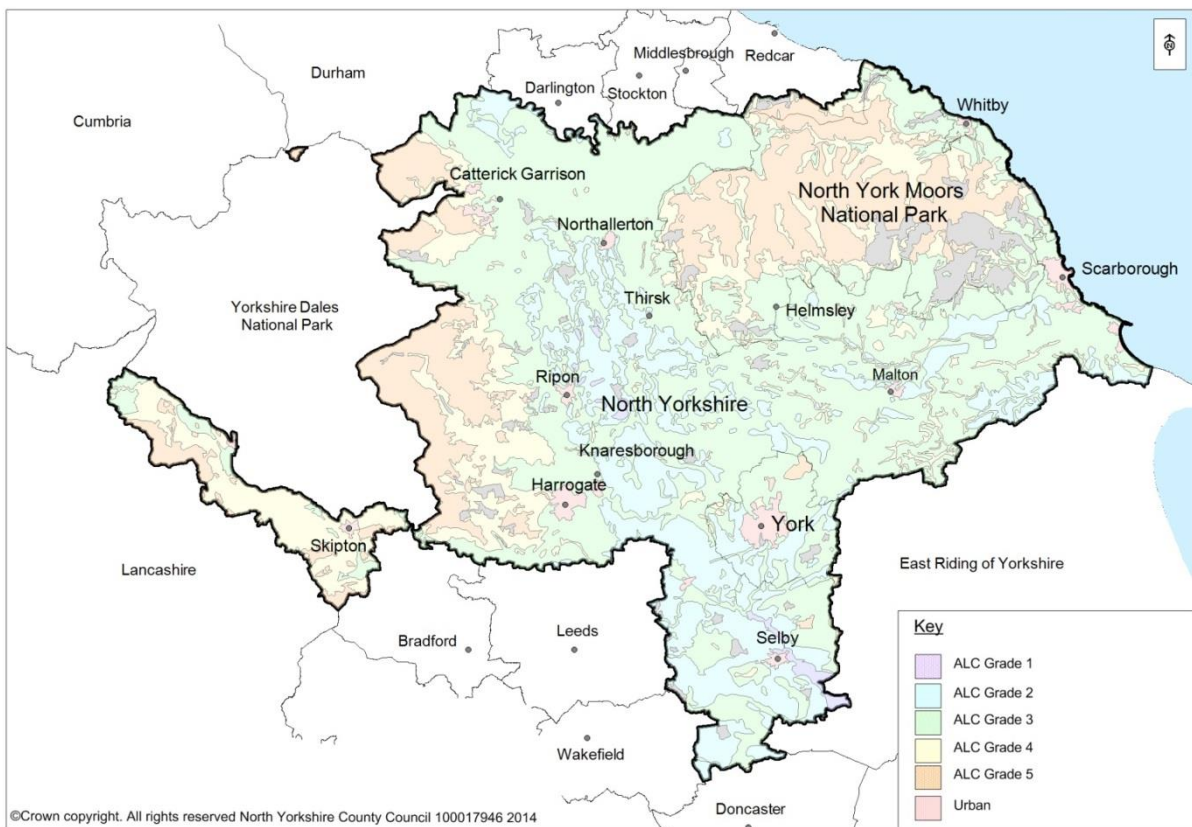 Middlesbrough
Redcar
Durham
Darlington
Stockton
N
Cumbria
Whitby
Catterick Garrison
North York Moors
National Park
Northallerton
Scarborough
Yorkshire Dales
National Park
Thirsk
Helmsley
Ripon
North Yorkshire
Malton
Knaresborough
Harrogate
York
Skipton
Lancashire
East Riding of Yorkshire
Bradford
Leeds
Selby
Wakefield
Doncaster
Key
ALC Grade 1
ALC Grade 2
ALC Grade 3
ALC Grade 4
ALC Grade 5
Urban
©Crown copyright. All rights reserved North Yorkshire County Council 100017946 2014